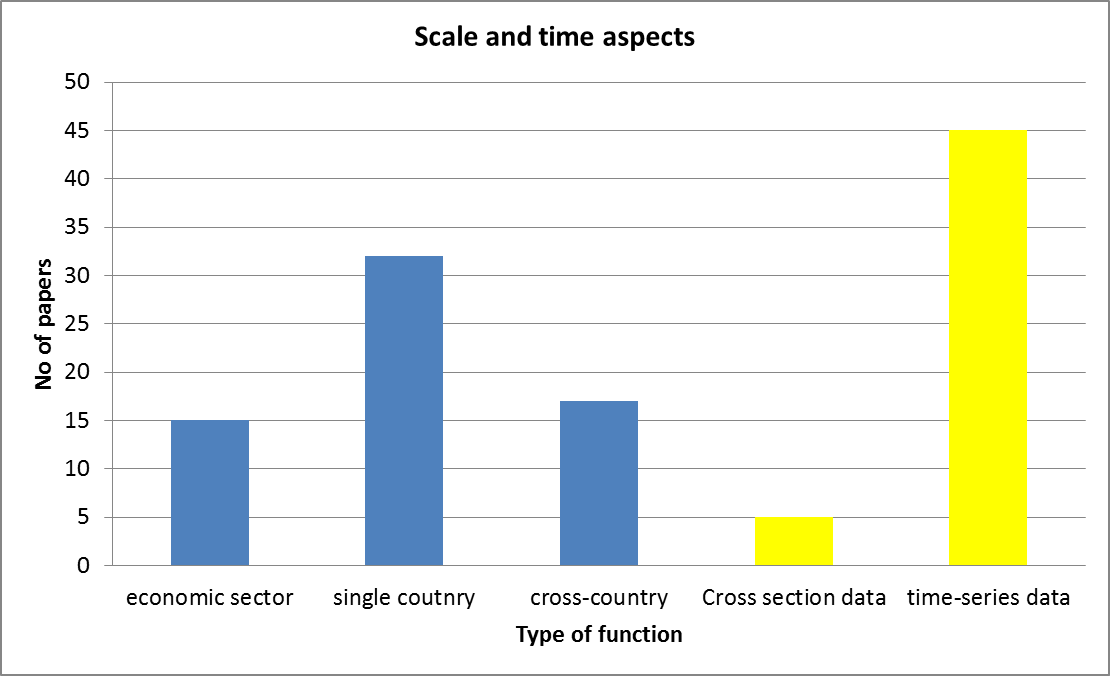 Scale and time aspects
50
45
40
35
30
25
20
15
10
5
0
No of papers
economic sector
single coutnry
cross-country
Cross section data
time-series data
Type of function